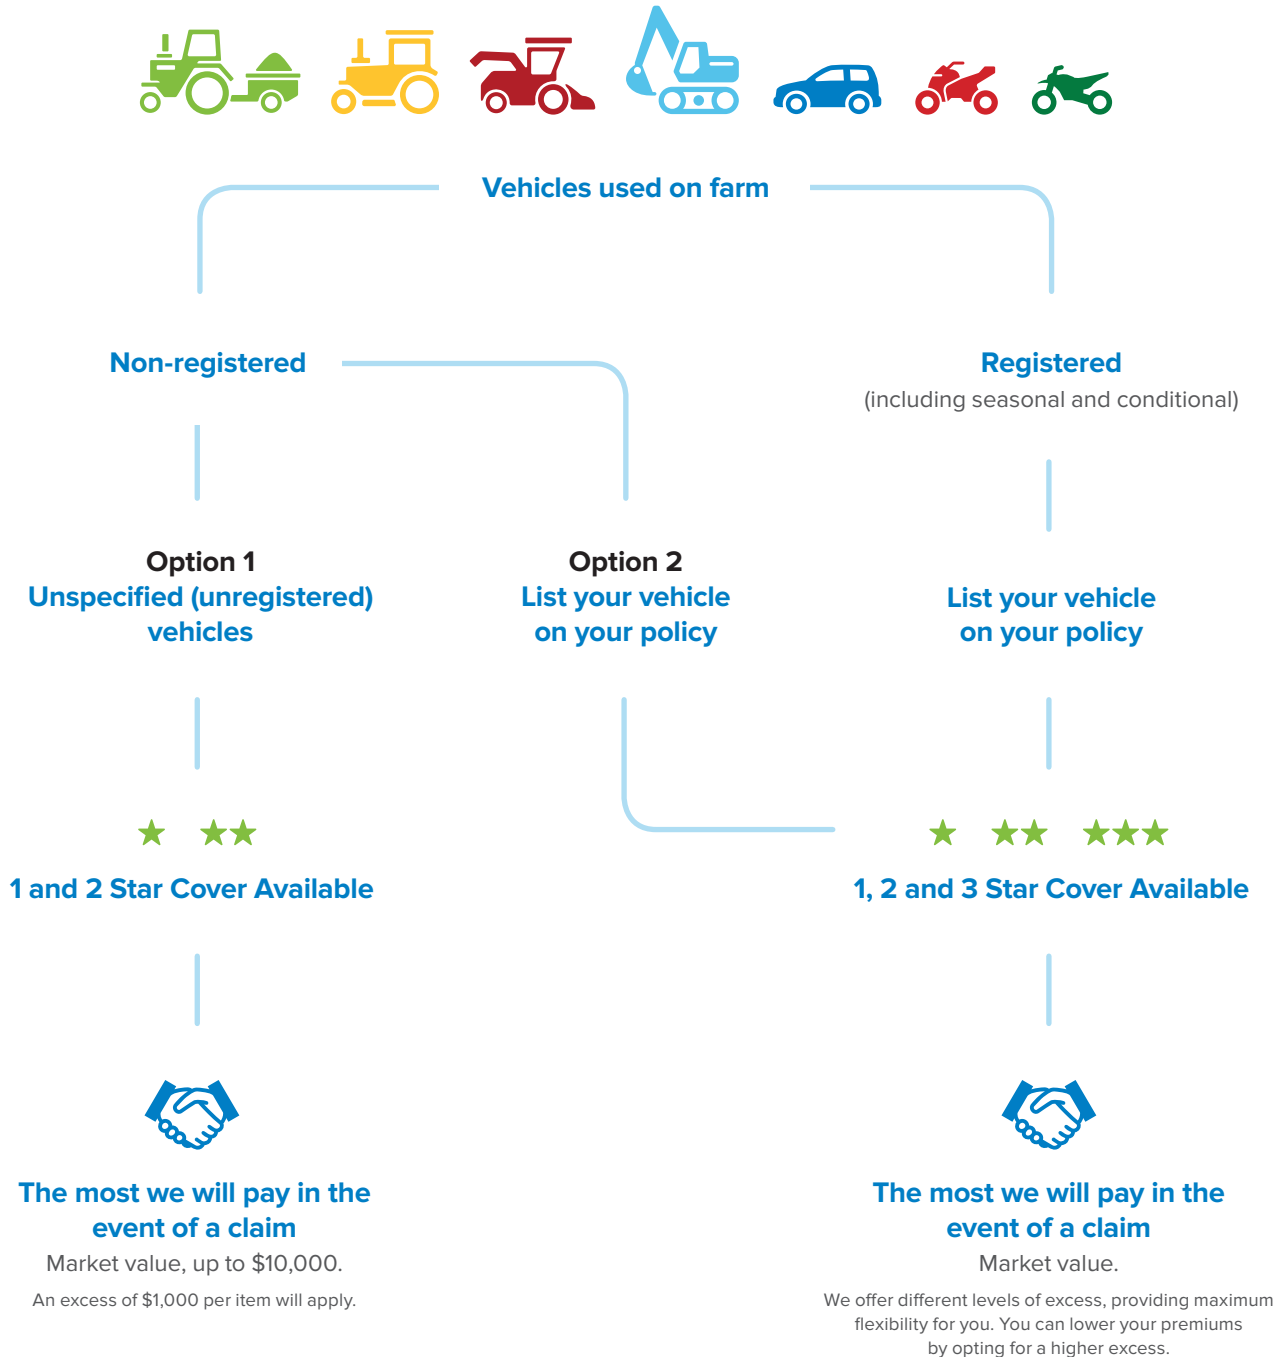 Vehicles used on farm
Non-registered
Registered
(including seasonal and conditional)
Option 1
Unspecified (unregistered)
vehicles
Option 2
List your vehicle
on your policy
List your vehicle
on your policy
1 and 2 Star Cover Available
1, 2 and 3 Star Cover Available
The most we will pay in the
event of a claim
Market value, up to $10,000.
An excess of $1,000 per item will apply.
The most we will pay in the
event of a claim
Market value.
We offer different levels of excess, providing maximum
flexibility for you. You can lower your premiums
by opting for a higher excess.